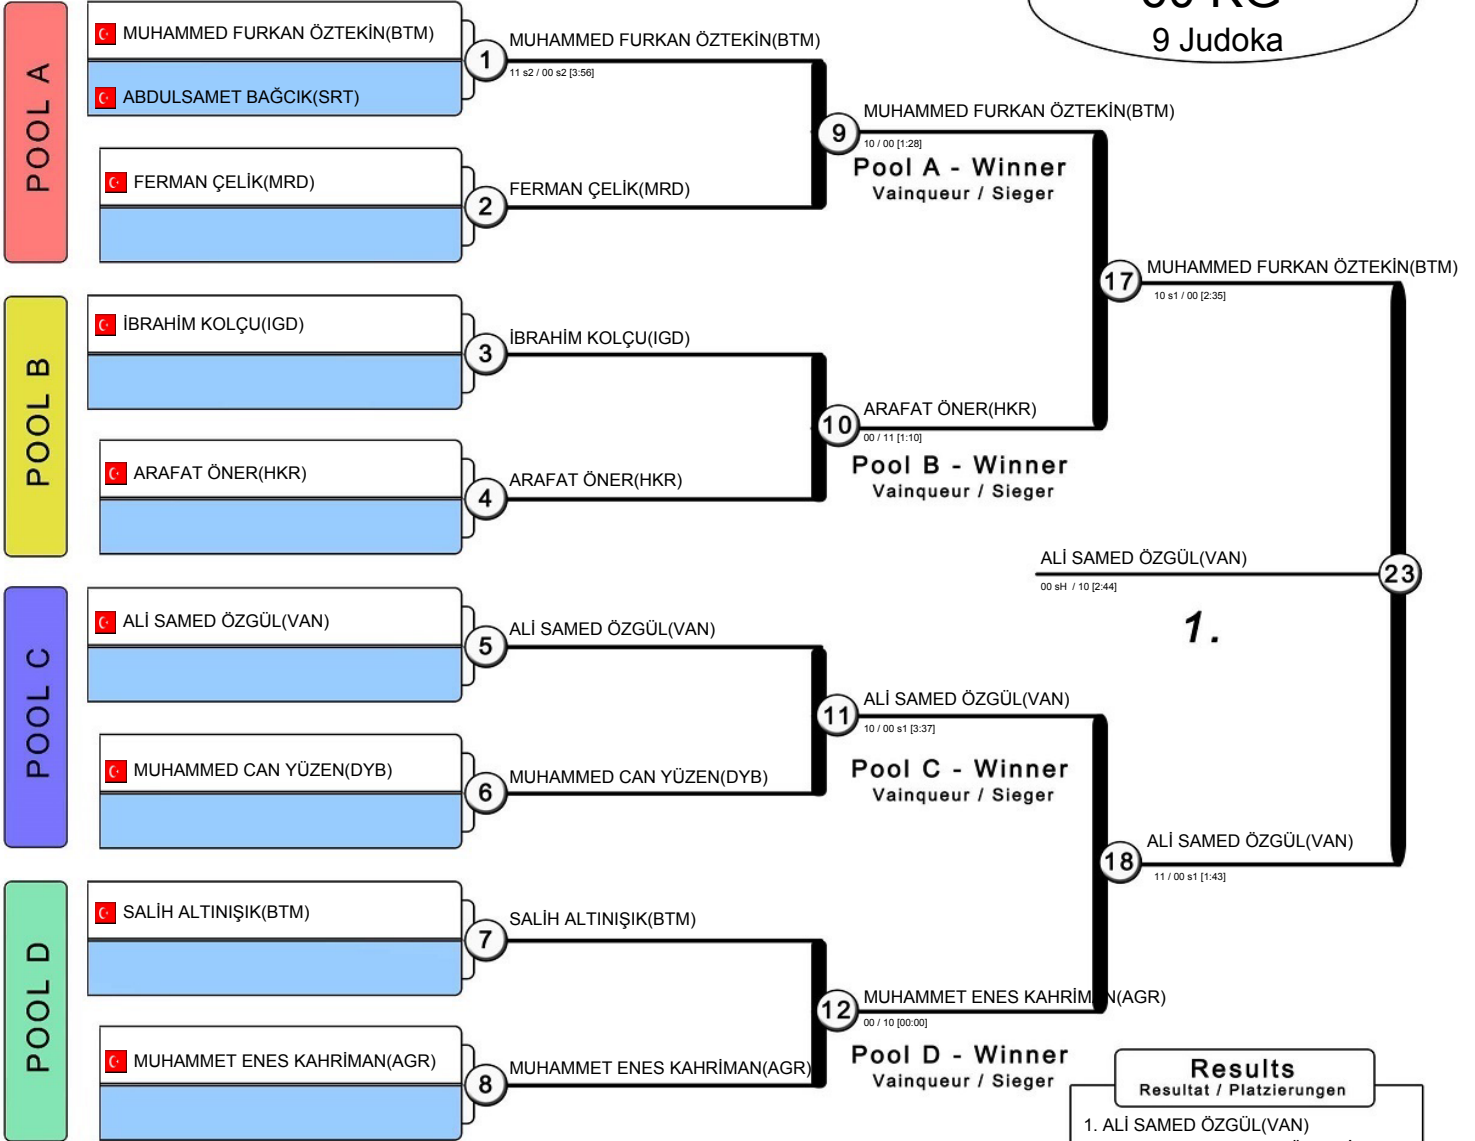 9 Judoka
POOL A
MUHAMMED FURKAN ÖZTEKİN(BTM)
ABDULSAMET BAĞCIK(SRT)
1
MUHAMMED FURKAN ÖZTEKİN(BTM)
11 s2 / 00 s2 [3:56]
FERMAN ÇELİK(MRD)
2
FERMAN ÇELİK(MRD)
9
MUHAMMED FURKAN ÖZTEKİN(BTM)
10 / 00 [1:28]
Pool A - Winner
Vainqueur / Sieger
POOL B
İBRAHİM KOLÇU(IGD)
3
İBRAHİM KOLÇU(IGD)
ARAFAT ÖNER(HKR)
4
ARAFAT ÖNER(HKR)
10
ARAFAT ÖNER(HKR)
00 / 11 [1:10]
Pool B - Winner
Vainqueur / Sieger
17
MUHAMMED FURKAN ÖZTEKİN(BTM)
10 s1 / 00 [2:35]
ALİ SAMED ÖZGÜL(VAN)
00 sH / 10 [2:44]
23
1.
POOL C
ALİ SAMED ÖZGÜL(VAN)
5
ALİ SAMED ÖZGÜL(VAN)
MUHAMMED CAN YÜZEN(DYB)
6
MUHAMMED CAN YÜZEN(DYB)
11
ALİ SAMED ÖZGÜL(VAN)
10 / 00 s1 [3:37]
Pool C - Winner
Vainqueur / Sieger
18
ALİ SAMED ÖZGÜL(VAN)
11 / 00 s1 [1:43]
POOL D
SALİH ALTINIŞIK(BTM)
7
SALİH ALTINIŞIK(BTM)
MUHAMMET ENES KAHRİMAN(AGR)
8
MUHAMMET ENES KAHRİMAN(AGR)
12
MUHAMMET ENES KAHRİMAN(AGR)
00 / 10 [00:00]
Pool D - Winner
Vainqueur / Sieger
Results
Resultat / Platzierungen
1. ALİ SAMED ÖZGÜL(VAN)